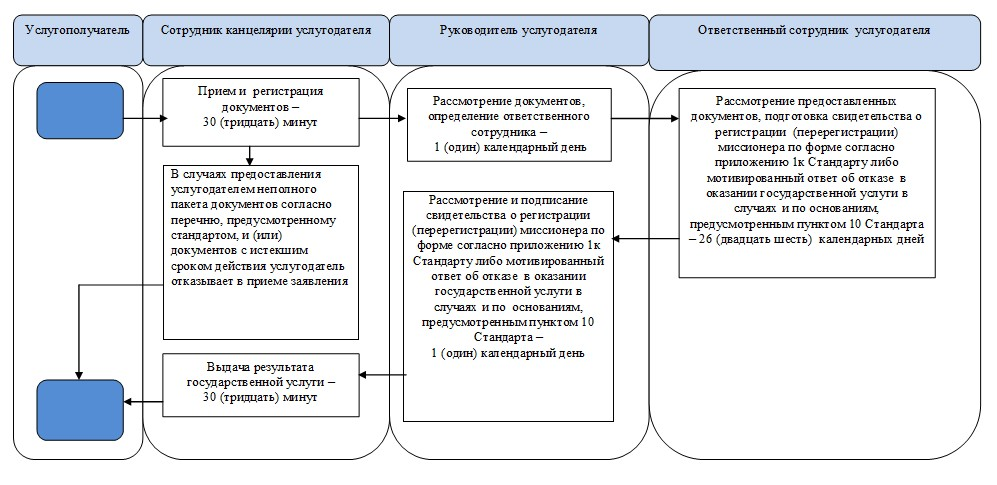 Услугополучатель
Сотрудник канцелярии услугодателя
Руководитель услугодателя
Ответственный сотрудник услугодателя
Прием и регистрация
документов –
30 (тридцать) минут
Рассмотрение документов,
определение ответственного
сотрудника –
1 (один) календарный день
Рассмотрение предоставленных
документов, подготовка свидетельства о
регистрации (перерегистрации)
миссионера по форме согласно
приложению 1к Стандарту либо
мотивированный ответ об отказе в
оказании государственной услуги в
случаях и по основаниям,
предусмотренным пунктом 10 Стандарта
– 26 (двадцать шесть) календарных дней
В случаях предоставления
услугодателем неполного
пакета документов согласно
перечню, предусмотренному
стандартом, и (или)
документов с истекшим
сроком действия услугодатель
отказывает в приеме заявления
Рассмотрение и подписание
свидетельства о регистрации
(перерегистрации) миссионера по
форме согласно приложению 1к
Стандарту либо мотивированный
ответ об отказе в оказании
государственной услуги в
случаях и по основаниям,
предусмотренным пунктом 10
Стандарта –
1 (один) календарный день
Выдача результата
государственной услуги –
30 (тридцать) минут